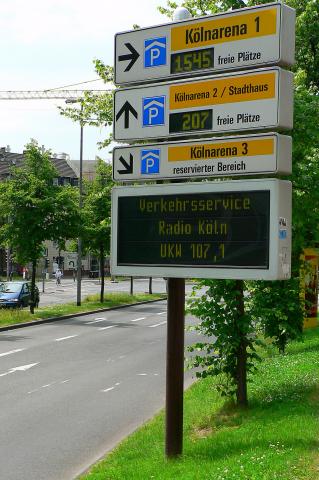 Kölnarena 1
P
1545 freie Plätze
Kölnarena 2 / Stadthaus
P
207 freie Plätze
Kölnarena 3
P
reservierter Bereich
Verkehrsservice
Radio Köln
UKW 107,1